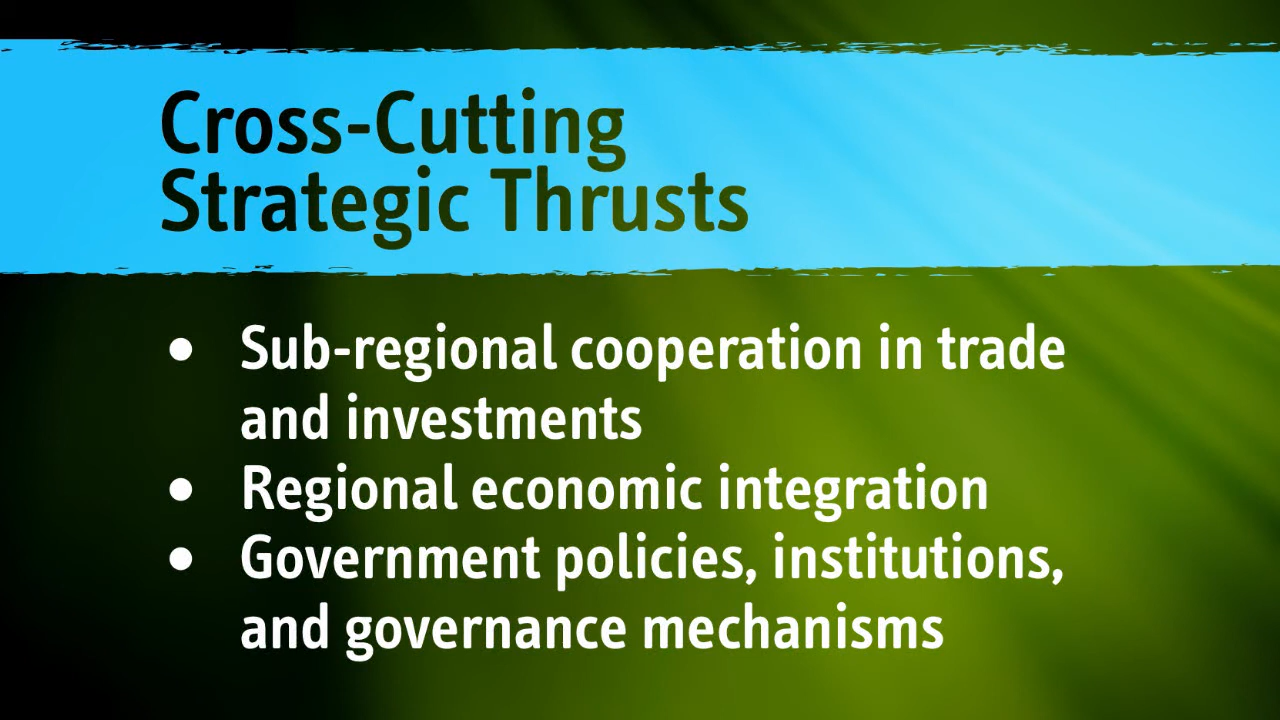 Cross-Cutting
Strategic Thrusts
• Sub-regional cooperation in trade
and investments
• Regional economic integration
• Government policies, institutions,
and governance mechanisms